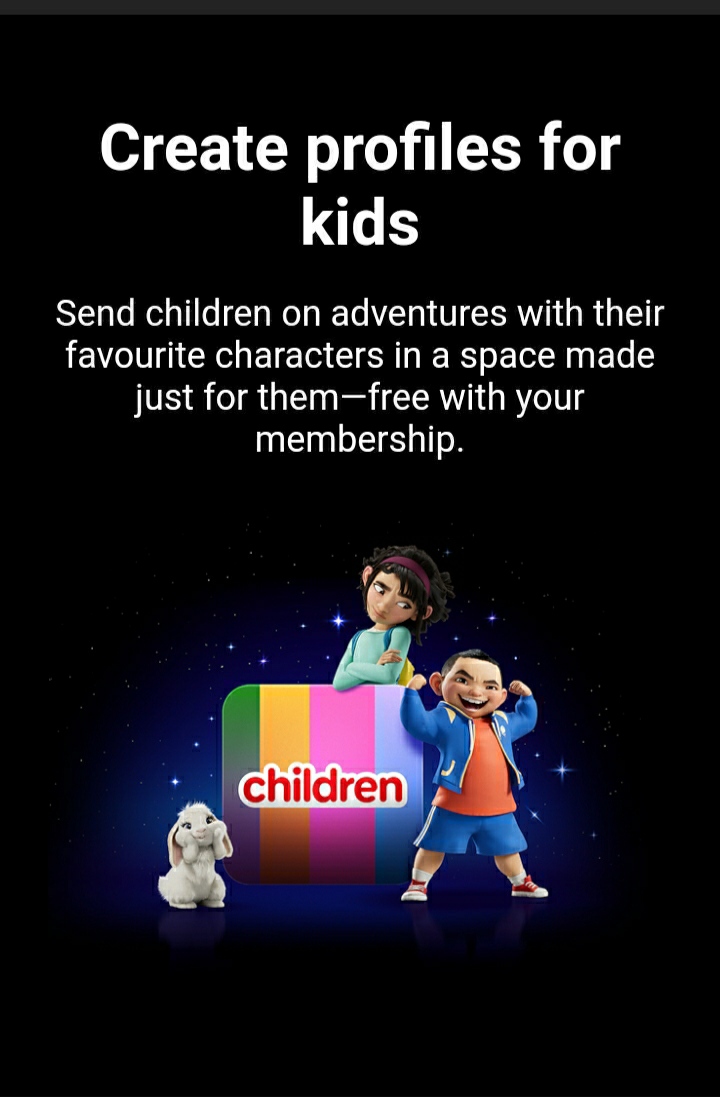 Create profiles for
kids
Send children on adventures with their
favourite characters in a space made
just for them—free with your
membership.
children